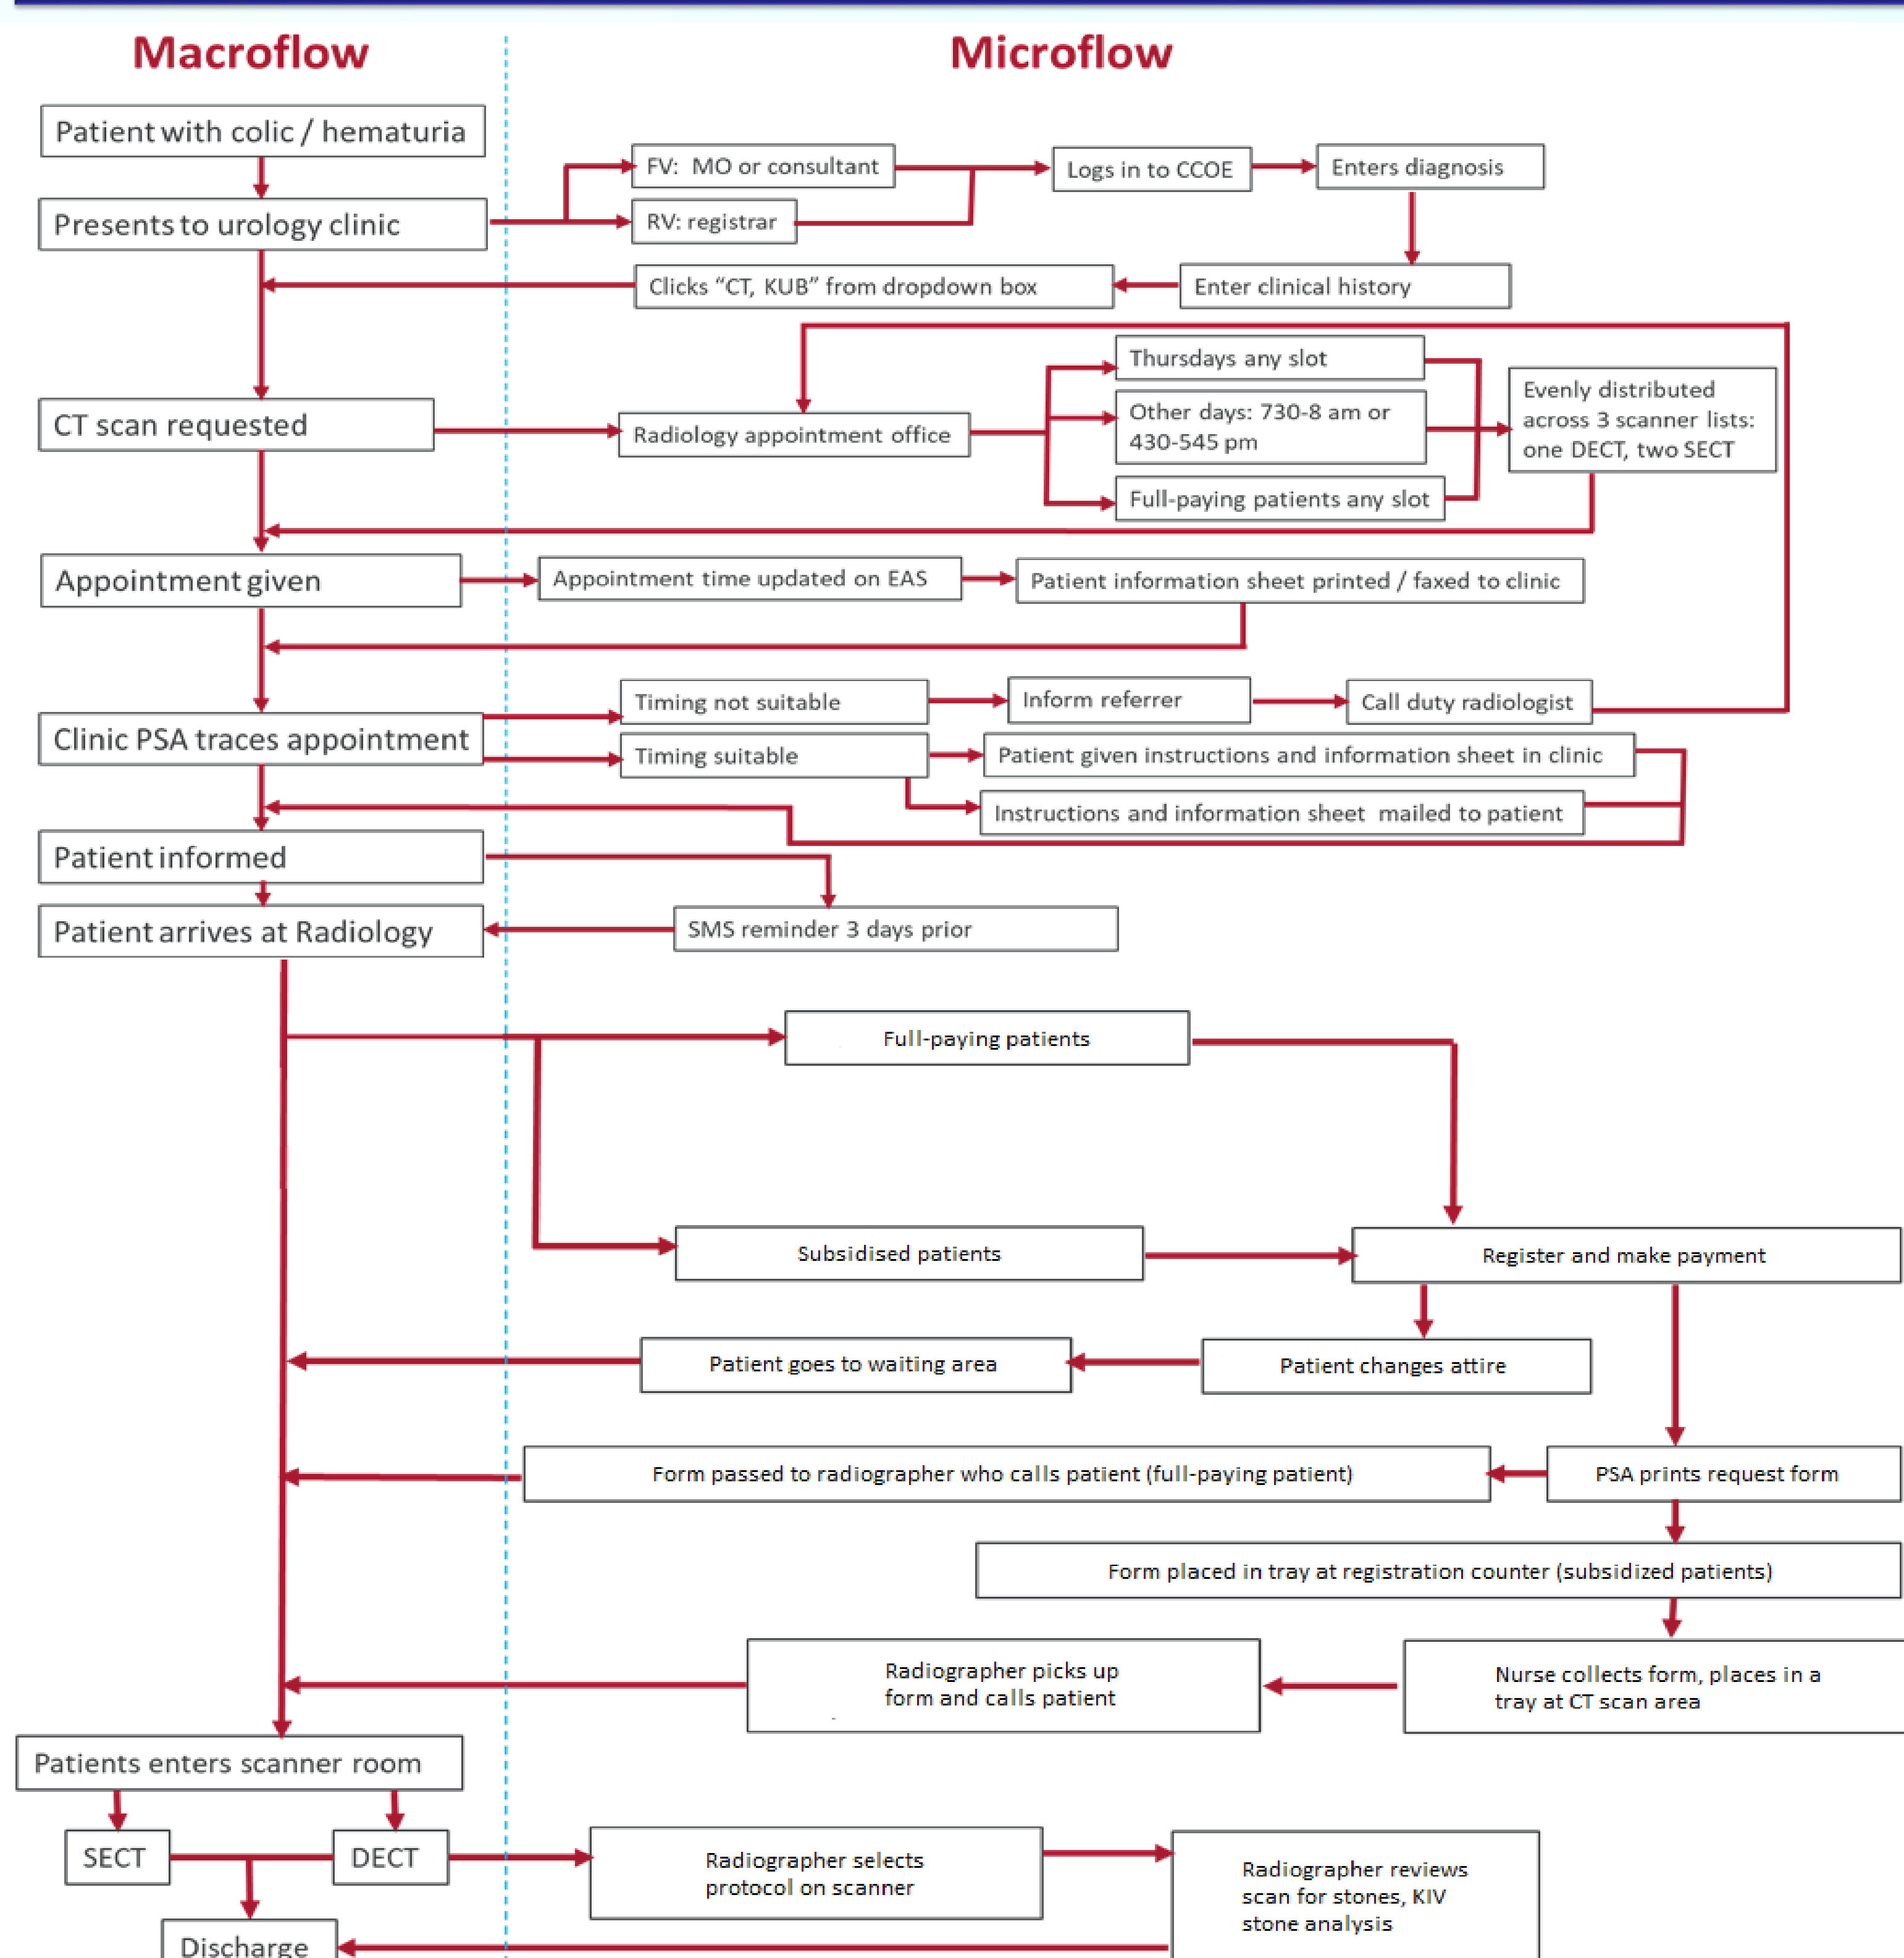 Macroflow
Microflow
Patient with colic / hematuria
FV:  MO or consultant
Logs in to CCOE
Enters diagnosis
Presents to urology clinic
RV: registrar
Clicks “CT, KUB” from dropdown box
Enter clinical history
Thursdays any slot
CT scan requested
Radiology appointment office
Other days: 730-8 am or
430-545 pm
Evenly distributed
across 3 scanner lists:
one DECT, two SECT
Full-paying patients any slot
Appointment given
Appointment time updated on EAS
Patient information sheet printed / faxed to clinic
Timing not suitable
Inform referrer
Call duty radiologist
Clinic PSA traces appointment
Timing suitable
Patient given instructions and information sheet in clinic
Instructions and information sheet  mailed to patient
Patient informed
Patient arrives at Radiology
SMS reminder 3 days prior
Full-paying patients
Subsidised patients
Register and make payment
Patient goes to waiting area
Patient changes attire
Form passed to radiographer who calls patient (full-paying patient)
PSA prints request form
Form placed in tray at registration counter (subsidized patients)
Radiographer picks up
form and calls patient
Nurse collects form, places in a
tray at CT scan area
Patients enters scanner room
SECT
DECT
Radiographer selects
protocol on scanner
Radiographer reviews
scan for stones, KIV
stone analysis
Discharge